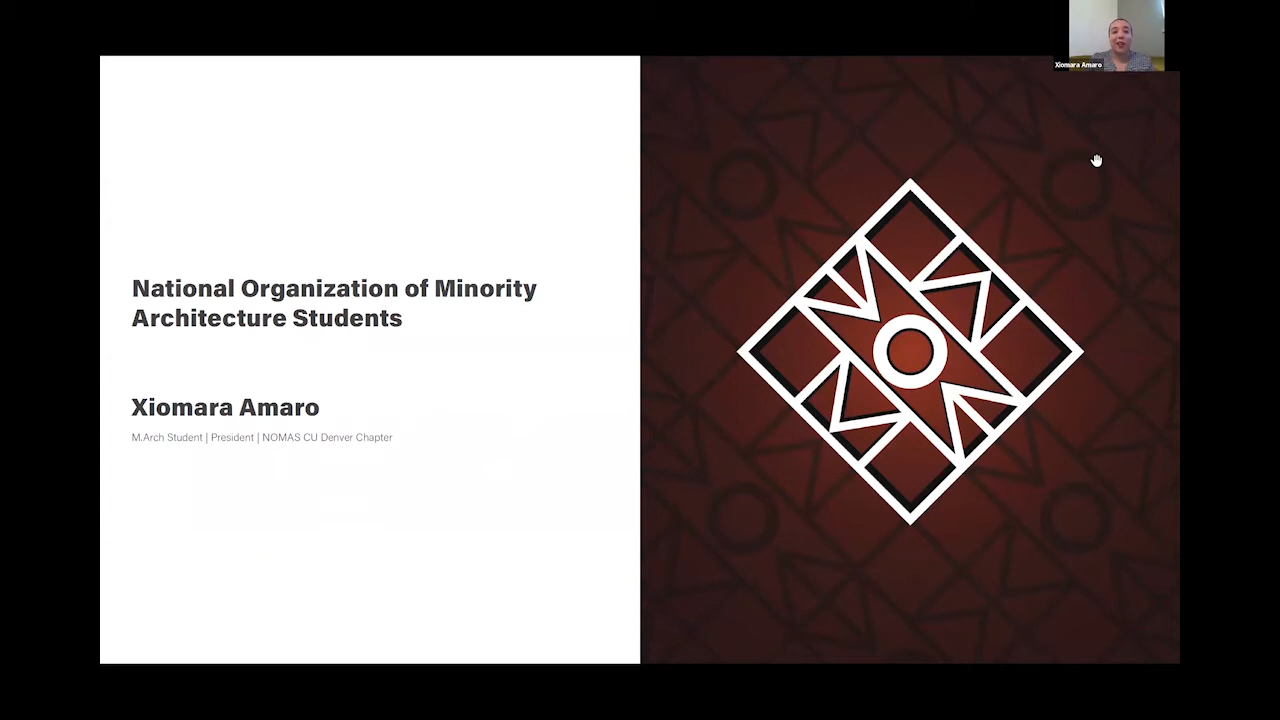 Xiomara Amaro
National Organization of Minority
Architecture Students
Xiomara Amaro
M.Arch Student | President | NOMAS CU Denver Chapter